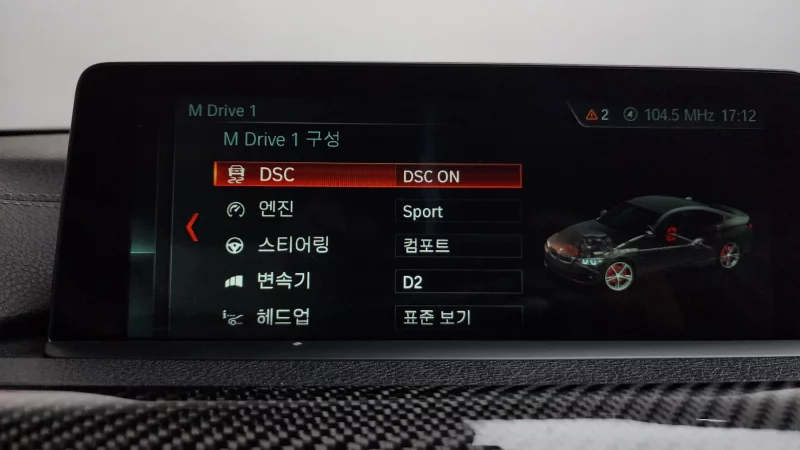 M Drive 1
2 104.5 MHz 17:12
M Drive 1 구성
DSC DSC ON
엔진 Sport
스티어링 컴포트
변속기 D2
헤드업 표준 보기